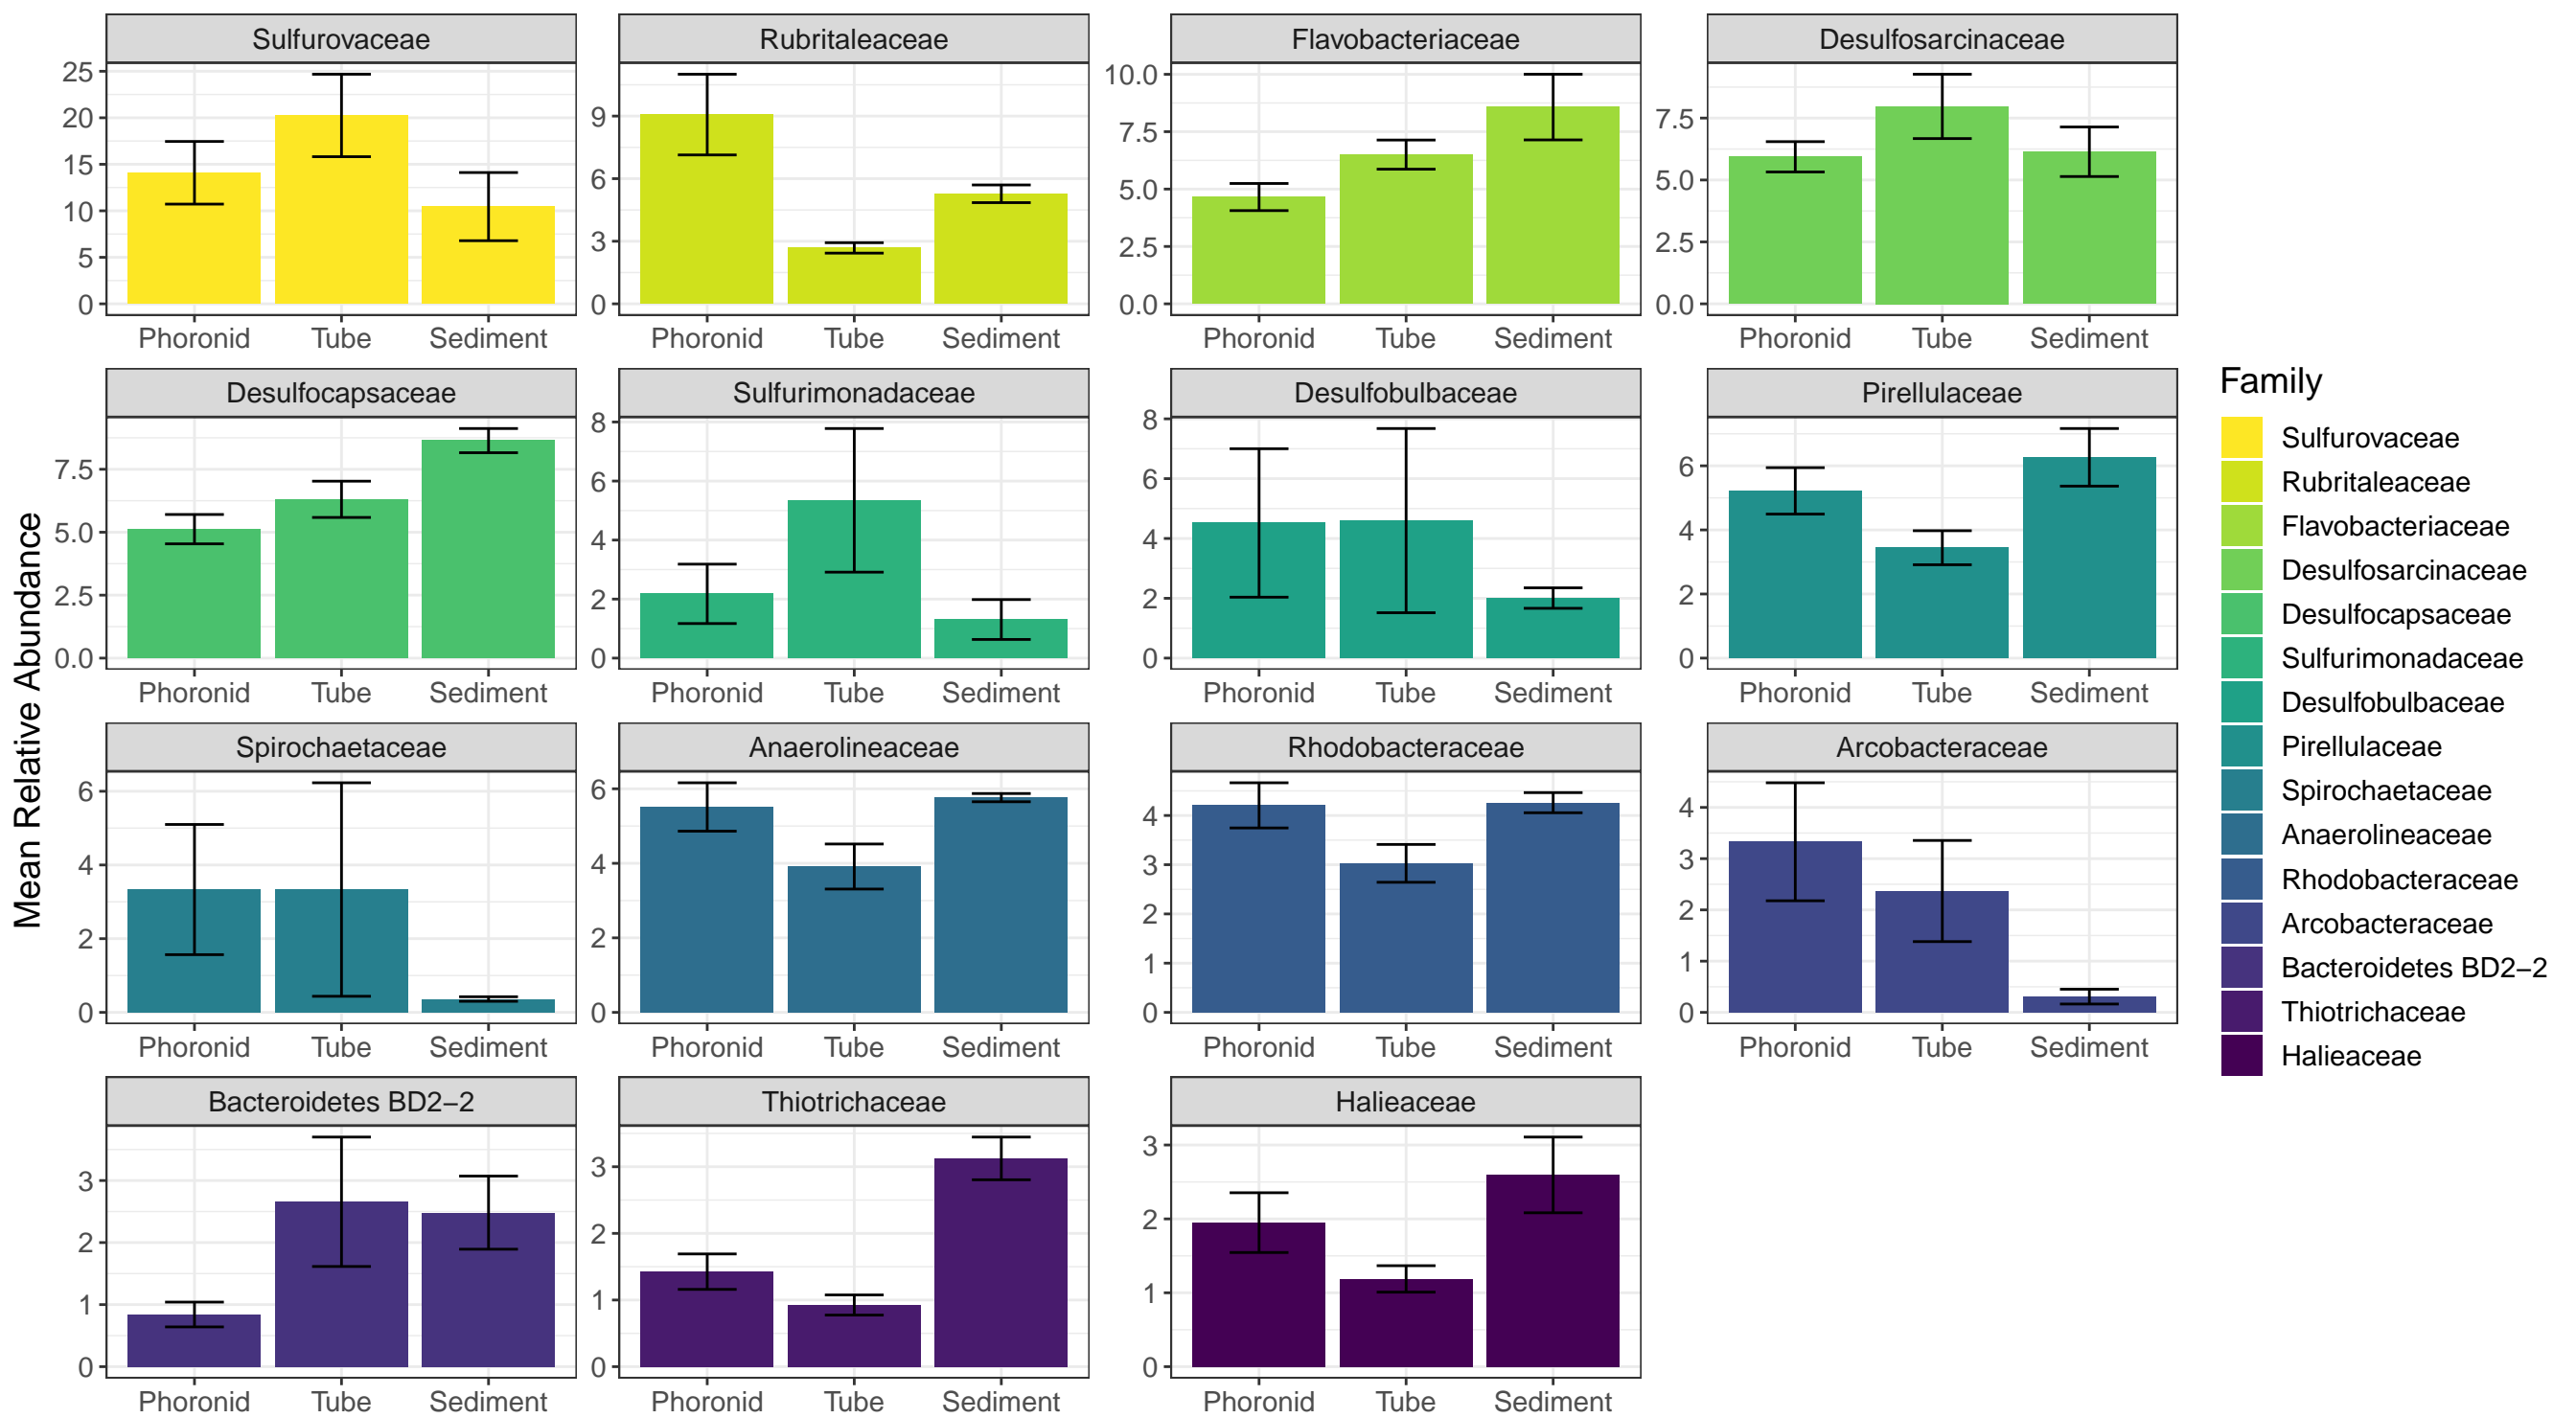 Sulfurovaceae
Rubritaleaceae
Flavobacteriaceae
Desulfosarcinaceae
25
20
15
10
5
0
9
6
3
0
10.0
7.5
5.0
2.5
0.0
7.5
5.0
2.5
0.0
Phoronid Tube Sediment
Phoronid Tube Sediment
Phoronid Tube Sediment
Phoronid Tube Sediment
Desulfocapsaceae
Sulfurimonadaceae
Desulfobulbaceae
Pirellulaceae
7.5
5.0
2.5
0.0
8
6
4
2
0
8
6
4
2
0
6
4
2
0
Phoronid Tube Sediment
Phoronid Tube Sediment
Phoronid Tube Sediment
Phoronid Tube Sediment
Spirochaetaceae
Anaerolineaceae
Rhodobacteraceae
Arcobacteraceae
6
4
2
0
6
4
2
0
4
3
2
1
0
4
3
2
1
0
Phoronid Tube Sediment
Phoronid Tube Sediment
Phoronid Tube Sediment
Phoronid Tube Sediment
Bacteroidetes BD2−2
Thiotrichaceae
Halieaceae
3
2
1
0
3
2
1
0
3
2
1
0
Phoronid Tube Sediment
Phoronid Tube Sediment
Phoronid Tube Sediment
Mean Relative Abundance
Family
Sulfurovaceae
Rubritaleaceae
Flavobacteriaceae
Desulfosarcinaceae
Desulfocapsaceae
Sulfurimonadaceae
Desulfobulbaceae
Pirellulaceae
Spirochaetaceae
Anaerolineaceae
Rhodobacteraceae
Arcobacteraceae
Bacteroidetes BD2−2
Thiotrichaceae
Halieaceae